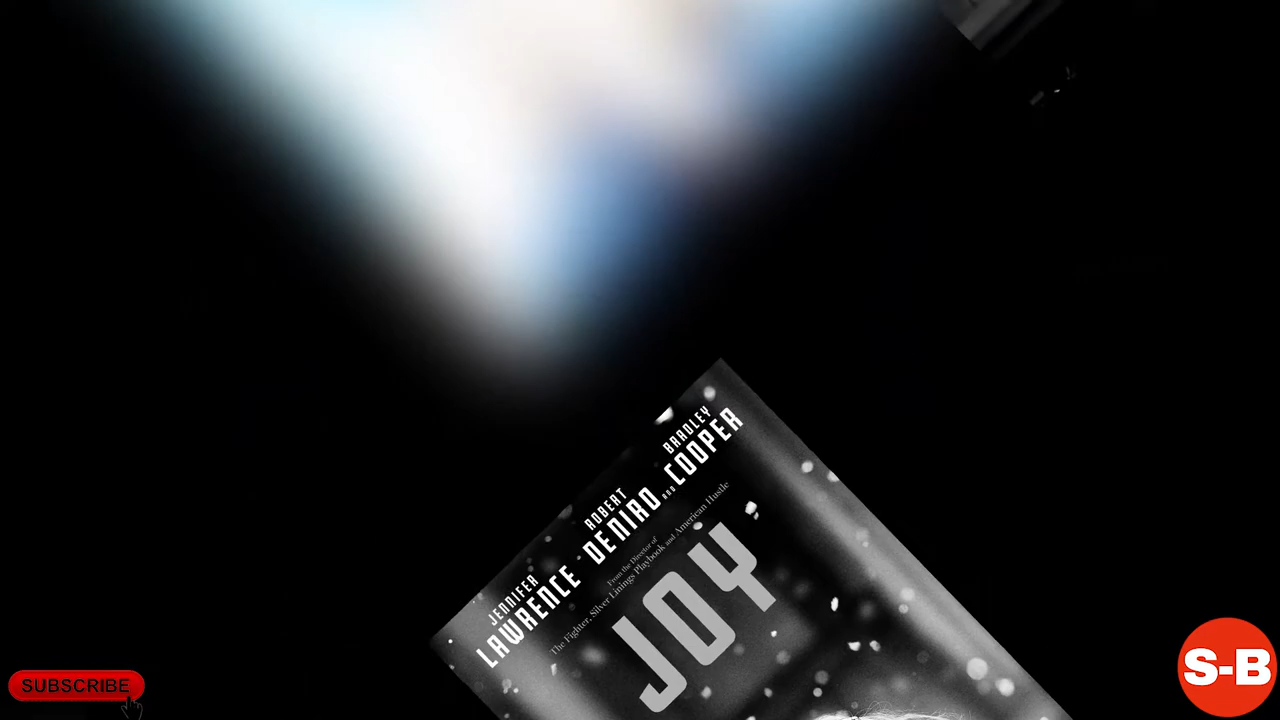 JENNIFER
LAWRENCE
ROBERT
DENIRO
AND
BRADLEY
COOPER
From the Director of
The Fighter, Silver Linings Playbook and American Hustle
JOY
SUBSCRIBE
S-B